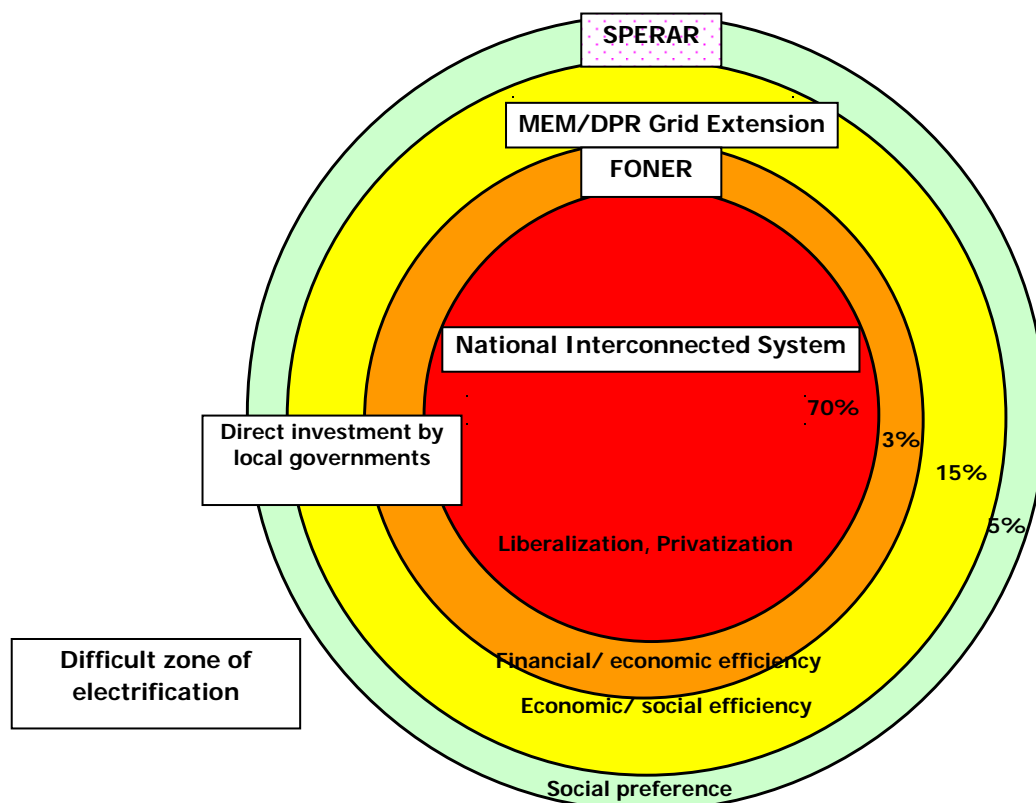 SPERAR
MEM/DPR Grid Extension
FONER
National Interconnected System
70%
Direct investment by
local governments
3%
15%
5%
Liberalization, Privatization
Difficult zone of
electrification
Financial/ economic efficiency
Economic/ social efficiency
Social preference